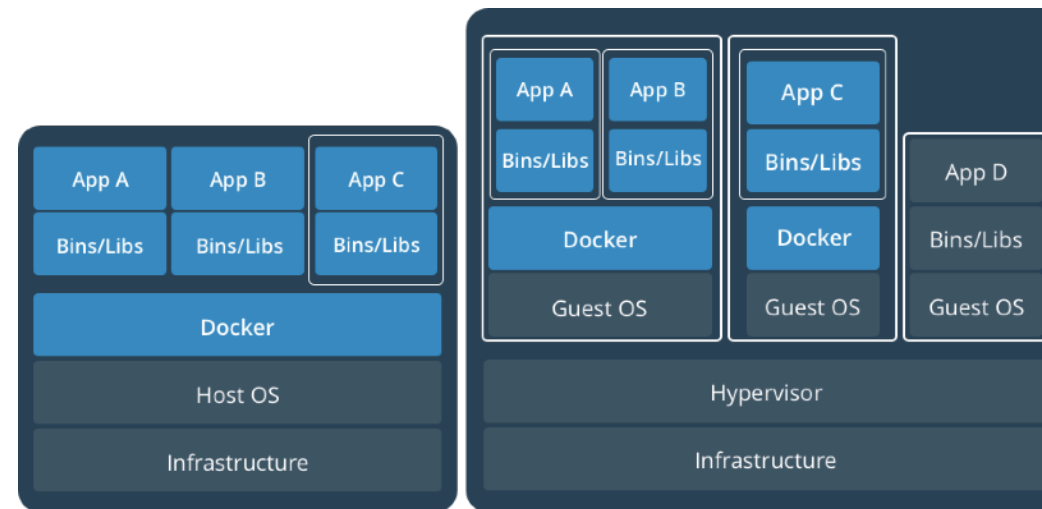 App A
App B
App C
Bins/Libs
Bins/Libs
Bins/Libs
Docker
Host OS
Infrastructure
App A
App B
App C
Bins/Libs
Bins/Libs
Bins/Libs
App D
Docker
Docker
Bins/Libs
Guest OS
Guest OS
Guest OS
Hypervisor
Infrastructure